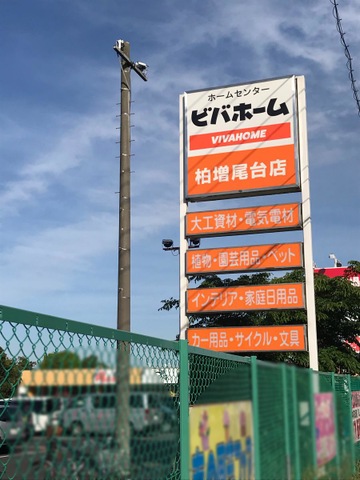 ホームセンター
ビバホーム
VIVAHOME
柏増尾台店
大工資材・電気電材
植物・園芸用品・ペット
インテリア・家庭日用品
カー用品・サイクル・文具